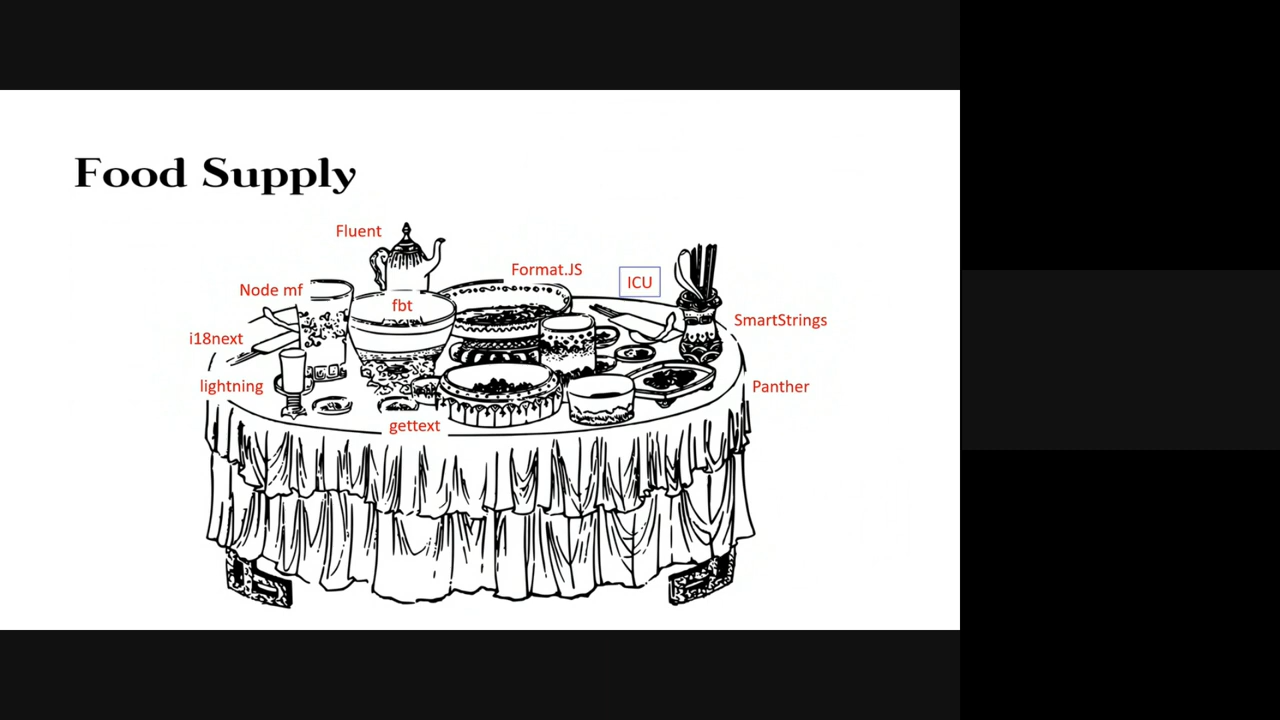 Food Supply
Fluent
Format.JS
ICU
Node mf
fbt
SmartStrings
i18next
lightning
Panther
gettext